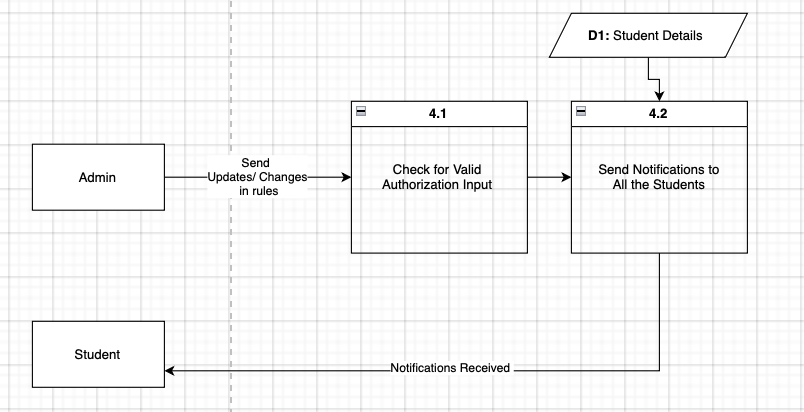 D1: Student Details
4.1
4.2
Admin
Send
Updates/ Changes
in rules
Check for Valid
Authorization Input
Send Notifications to
All the Students
Student
Notifications Received